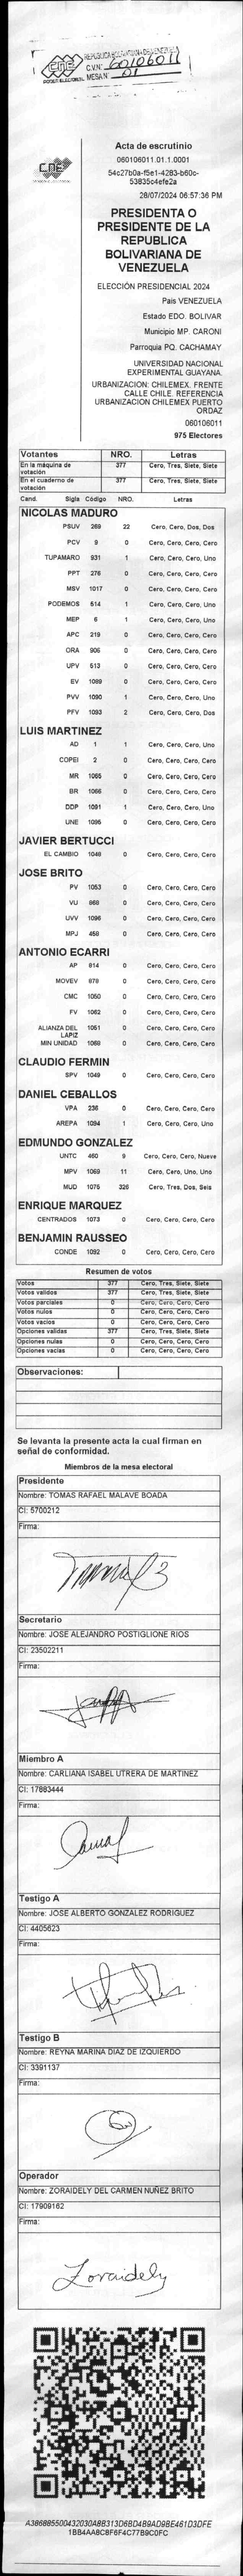 CNE
PODER ELECTORAL
REPUBLICA BOLIVARIANA DE VENEZUELA
C.V.N° 60106011
MESA N° 01
CNE
Acta de escrutinio
060106011.01.1.0001
54c27b0a-f5e1-4283-b60c-
53835c4efe2a
28/07/2024 06:57:36 PM
PRESIDENTA O
PRESIDENTE DE LA
REPUBLICA
BOLIVARIANA DE
VENEZUELA
ELECCIÓN PRESIDENCIAL 2024
Pais VENEZUELA
Estado EDO. BOLIVAR
Municipio MP. CARONI
Parroquia PQ. CACHAMAY
UNIVERSIDAD NACIONAL
EXPERIMENTAL GUAYANA.
URBANIZACION: CHILEMEX. FRENTE
CALLE CHILE. REFERENCIA
URBANIZACION CHILEMEX PUERTO
ORDAZ
060106011
975 Electores
Votantes NRO. Letras
En la máquina de votación 377 Cero, Tres, Siete, Siete
En el cuaderno de votación 377 Cero, Tres, Siete, Siete
Cand. Sigla Código NRO. Letras
NICOLAS MADURO
PSUV 269 22 Cero, Cero, Dos, Dos
PCV 9 0 Cero, Cero, Cero, Cero
TUPAMARO 931 1 Cero, Cero, Cero, Uno
PPT 276 0 Cero, Cero, Cero, Cero
MSV 1017 0 Cero, Cero, Cero, Cero
PODEMOS 514 1 Cero, Cero, Cero, Uno
MEP 6 1 Cero, Cero, Cero, Uno
APC 219 0 Cero, Cero, Cero, Cero
ORA 906 0 Cero, Cero, Cero, Cero
UPV 513 0 Cero, Cero, Cero, Cero
EV 1089 0 Cero, Cero, Cero, Cero
PVV 1090 1 Cero, Cero, Cero, Uno
PFV 1093 2 Cero, Cero, Cero, Dos
LUIS MARTINEZ
AD 1 1 Cero, Cero, Cero, Uno
COPEI 2 0 Cero, Cero, Cero, Cero
MR 1065 0 Cero, Cero, Cero, Cero
BR 1066 0 Cero, Cero, Cero, Cero
DDP 1091 1 Cero, Cero, Cero, Uno
UNE 1095 0 Cero, Cero, Cero, Cero
JAVIER BERTUCCI
EL CAMBIO 1048 0 Cero, Cero, Cero, Cero
JOSE BRITO
PV 1053 0 Cero, Cero, Cero, Cero
VU 868 0 Cero, Cero, Cero, Cero
UVV 1096 0 Cero, Cero, Cero, Cero
MPJ 459 0 Cero, Cero, Cero, Cero
ANTONIO ECARRI
AP 814 0 Cero, Cero, Cero, Cero
MOVEV 878 0 Cero, Cero, Cero, Cero
CMC 1050 0 Cero, Cero, Cero, Cero
FV 1062 0 Cero, Cero, Cero, Cero
ALIANZA DEL LAPIZ 1051 0 Cero, Cero, Cero, Cero
MIN UNIDAD 1068 0 Cero, Cero, Cero, Cero
CLAUDIO FERMIN
SPV 1049 0 Cero, Cero, Cero, Cero
DANIEL CEBALLOS
VPA 236 0 Cero, Cero, Cero, Cero
AREPA 1094 1 Cero, Cero, Cero, Uno
EDMUNDO GONZALEZ
UNTC 460 9 Cero, Cero, Cero, Nueve
MPV 1069 11 Cero, Cero, Uno, Uno
MUD 1075 326 Cero, Tres, Dos, Seis
ENRIQUE MARQUEZ
CENTRADOS 1073 0 Cero, Cero, Cero, Cero
BENJAMIN RAUSSEO
CONDE 1092 0 Cero, Cero, Cero, Cero
Resumen de votos
Votos 377 Cero, Tres, Siete, Siete
Votos validos 377 Cero, Tres, Siete, Siete
Votos parciales 0 Cero, Cero, Cero, Cero
Votos nulos 0 Cero, Cero, Cero, Cero
Votos vacios 0 Cero, Cero, Cero, Cero
Opciones validas 377 Cero, Tres, Siete, Siete
Opciones nulas 0 Cero, Cero, Cero, Cero
Opciones vacias 0 Cero, Cero, Cero, Cero
Observaciones:
Se levanta la presente acta la cual firman en
señal de conformidad.
Miembros de la mesa electoral
Presidente
Nombre: TOMAS RAFAEL MALAVE BOADA
CI: 5700212
Firma:
Secretario
Nombre: JOSE ALEJANDRO POSTIGLIONE RIOS
CI: 23502211
Firma:
Miembro A
Nombre: CARLIANA ISABEL UTRERA DE MARTINEZ
CI: 17883444
Firma:
Testigo A
Nombre: JOSE ALBERTO GONZALEZ RODRIGUEZ
CI: 4405623
Firma:
Testigo B
Nombre: REYNA MARINA DIAZ DE IZQUIERDO
CI: 3391137
Firma:
Operador
Nombre: ZORAIDELY DEL CARMEN NUÑEZ BRITO
CI: 17909162
Firma:
Zoraidely
A386885500432030A8B313D6BD4B9AD9BE461D3DFE
1BB4AA8C8F6F4C77B9C0FC